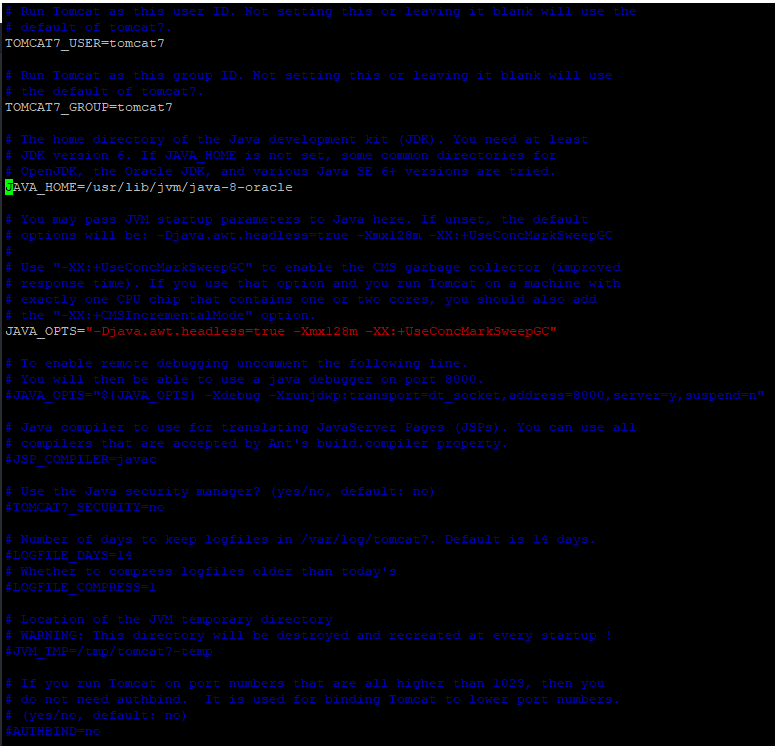 # Run Tomcat as this user ID. Not setting this or leaving it blank will use the
# default of tomcat7.
TOMCAT7_USER=tomcat7
# Run Tomcat as this group ID. Not setting this or leaving it blank will use
# the default of tomcat7.
TOMCAT7_GROUP=tomcat7
# The home directory of the Java development kit (JDK). You need at least
# JDK version 6. If JAVA_HOME is not set, some common directories for
# OpenJDK, the Oracle JDK, and various Java SE 6+ versions are tried.
JAVA_HOME=/usr/lib/jvm/java-8-oracle
# You may pass JVM startup parameters to Java here. If unset, the default
# options will be: -Djava.awt.headless=true -Xmx128m -XX:+UseConcMarkSweepGC
#
# Use "-XX:+UseConcMarkSweepGC" to enable the CMS garbage collector (improved
# response time). If you use that option and you run Tomcat on a machine with
# exactly one CPU chip that contains one or two cores, you should also add
# the "-XX:+CMSIncrementalMode" option.
JAVA_OPTS="-Djava.awt.headless=true -Xmx128m -XX:+UseConcMarkSweepGC"
# To enable remote debugging uncomment the following line.
# You will then be able to use a java debugger on port 8000.
#JAVA_OPTS="${JAVA_OPTS} -Xdebug -Xrunjdwp:transport=dt_socket,address=8000,server=y,suspend=n"
# Java compiler to use for translating JavaServer Pages (JSPs). You can use all
# compilers that are accepted by Ant's build.compiler property.
#JSP_COMPILER=javac
# Use the Java security manager? (yes/no, default: no)
#TOMCAT7_SECURITY=no
# Number of days to keep logfiles in /var/log/tomcat7. Default is 14 days.
#LOGFILE_DAYS=14
# Whether to compress logfiles older than today's
#LOGFILE_COMPRESS=1
# Location of the JVM temporary directory
# WARNING: This directory will be destroyed and recreated at every startup !
#JVM_TMP=/tmp/tomcat7-temp
# If you run Tomcat on port numbers that are all higher than 1023, then you
# do not need authbind.  It is used for binding Tomcat to lower port numbers.
# (yes/no, default: no)
#AUTHBIND=no